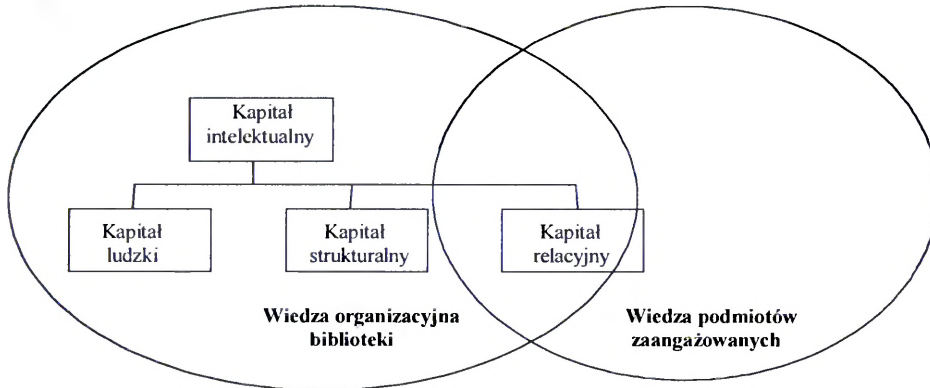 Kapitał
intelektualny
Kapitał
ludzki
Kapitał
strukturalny
Kapitał
relacyjny
Wiedza organizacyjna
biblioteki
Wiedza podmiotów
zaangażowanych